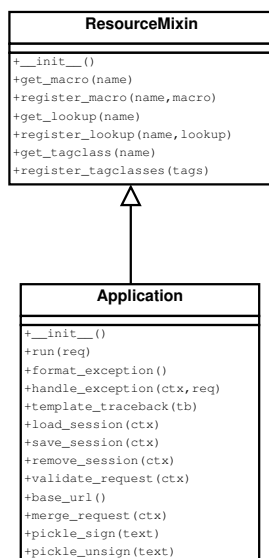 ResourceMixin
+__init__()
+get_macro(name)
+register_macro(name,macro)
+get_lookup(name)
+register_lookup(name,lookup)
+get_tagclass(name)
+register_tagclasses(tags)
Application
+__init__()
+run(req)
+format_exception()
+handle_exception(ctx,req)
+template_traceback(tb)
+load_session(ctx)
+save_session(ctx)
+remove_session(ctx)
+validate_request(ctx)
+base_url()
+merge_request(ctx)
+pickle_sign(text)
+pickle_unsign(text)